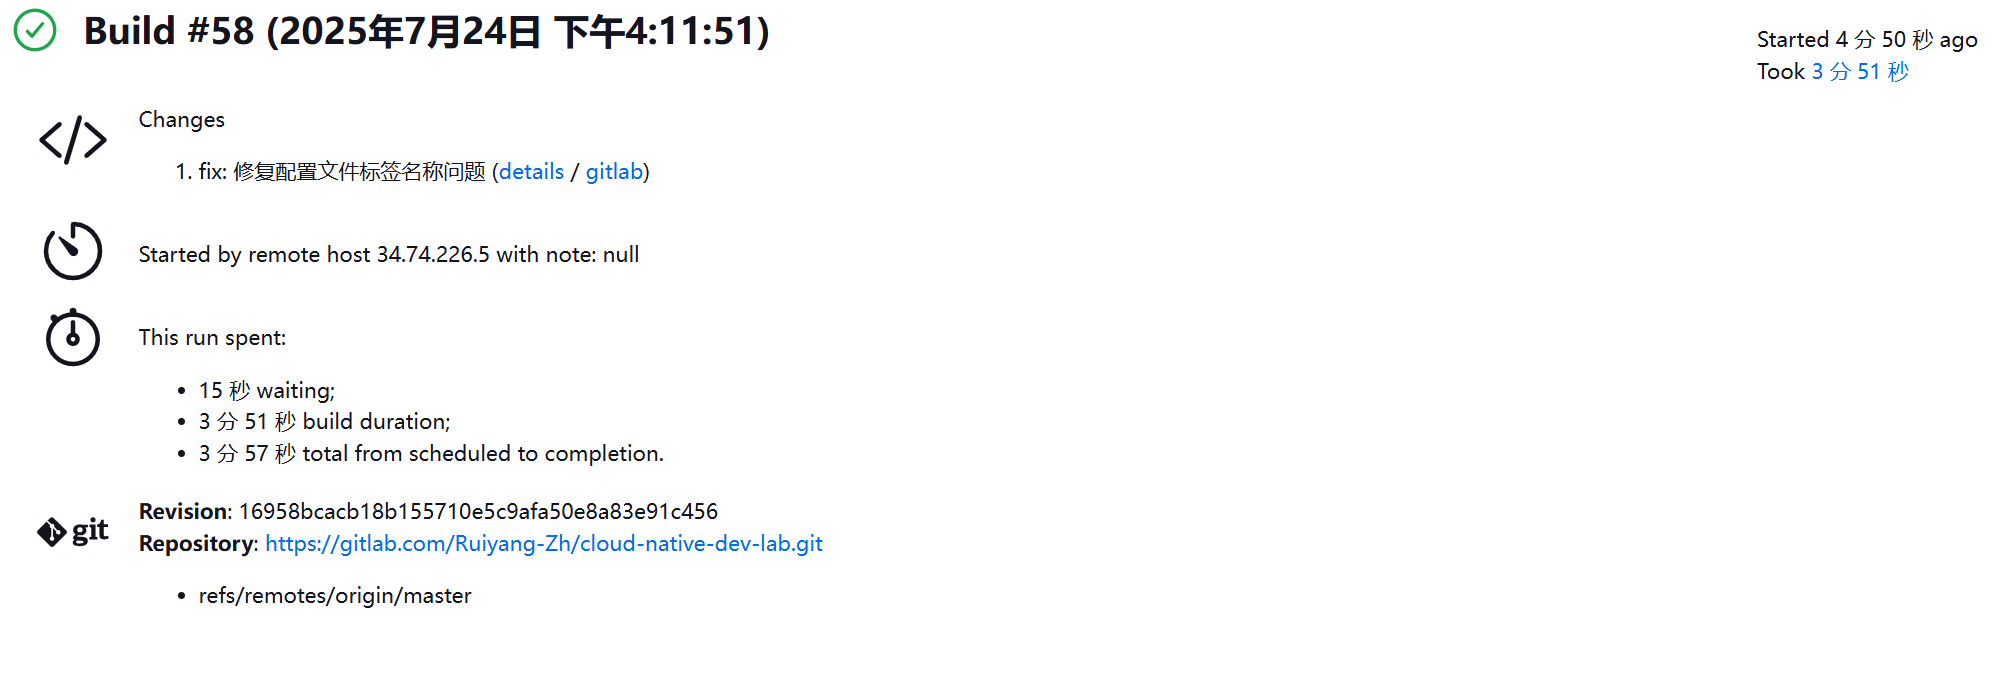 Build #58 (2025年7月24日 下午4:11:51)
Started 4 分 50 秒 ago
Took 3 分 51 秒
Changes
1. fix: 修复配置文件标签名称问题 (details / gitlab)
Started by remote host 34.74.226.5 with note: null
This run spent:
• 15 秒 waiting;
• 3 分 51 秒 build duration;
• 3 分 57 秒 total from scheduled to completion.
git
Revision: 16958bcacb18b155710e5c9afa50e8a83e91c456
Repository: https://gitlab.com/Ruiyang-Zh/cloud-native-dev-lab.git
• refs/remotes/origin/master